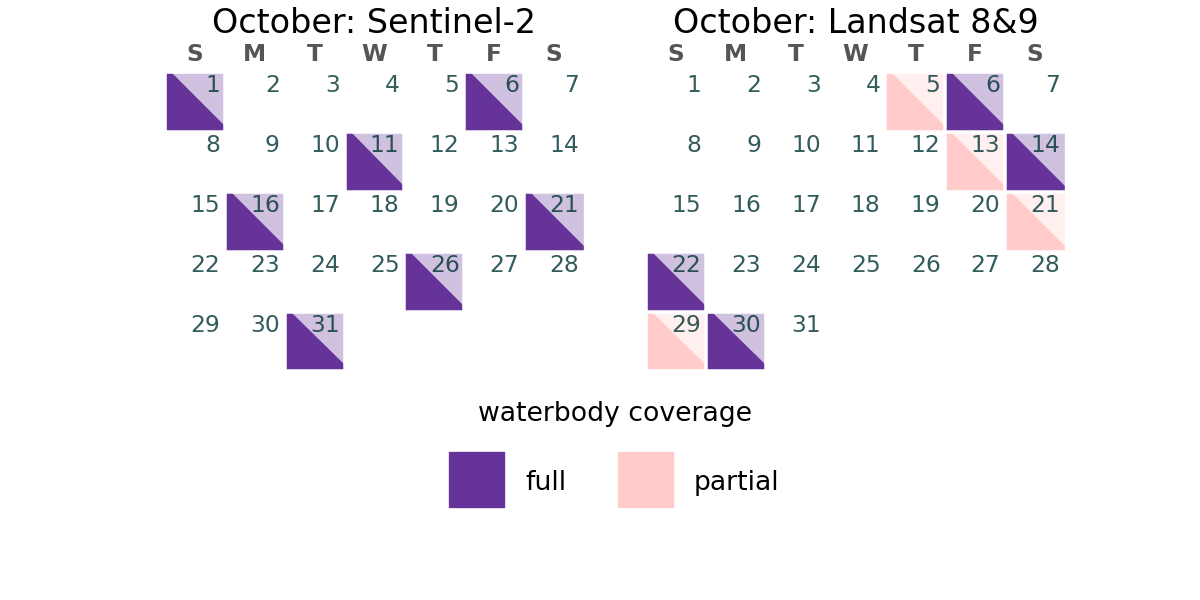 October: Sentinel-2
S M T W T F S
1 2 3 4 5 6 7
8 9 10 11 12 13 14
15 16 17 18 19 20 21
22 23 24 25 26 27 28
29 30 31
October: Landsat 8&9
S M T W T F S
1 2 3 4 5 6 7
8 9 10 11 12 13 14
15 16 17 18 19 20 21
22 23 24 25 26 27 28
29 30 31
waterbody coverage
full partial